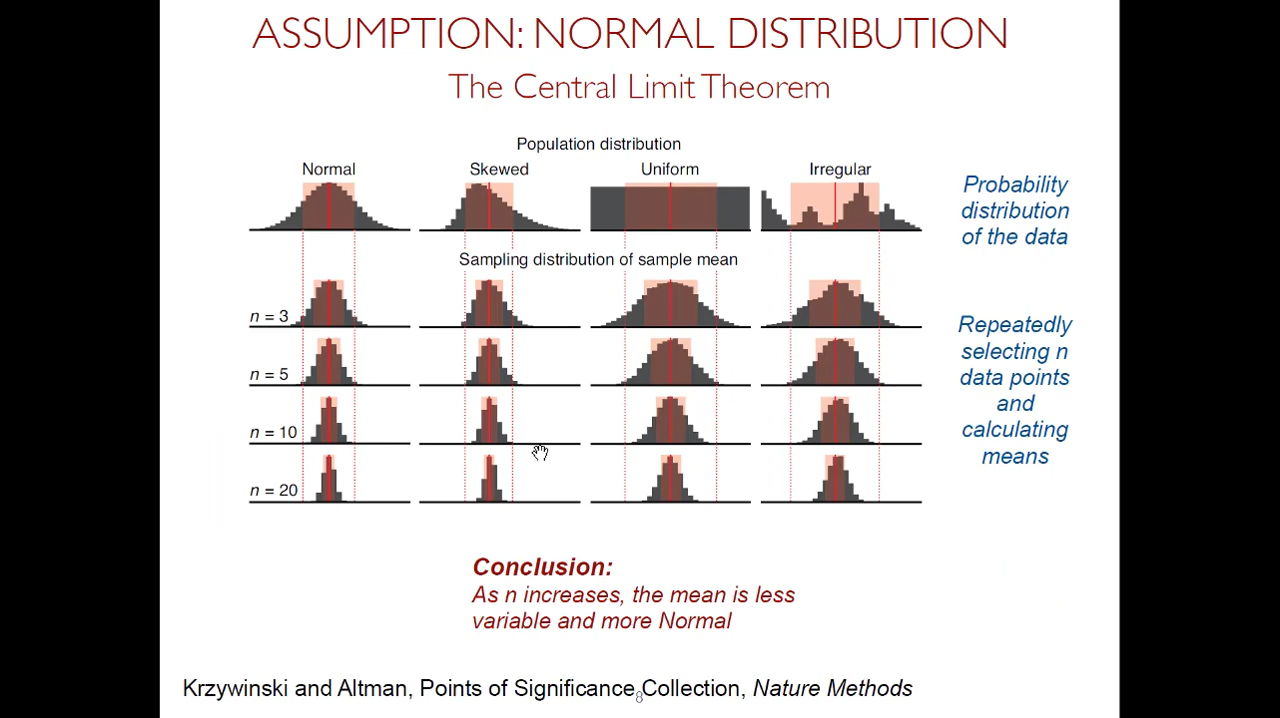 ASSUMPTION: NORMAL DISTRIBUTION
The Central Limit Theorem
Population distribution
Normal
Skewed
Uniform
Irregular
Probability
distribution
of the data
Sampling distribution of sample mean
n = 3
n = 5
n = 10
n = 20
Repeatedly
selecting n
data points
and
calculating
means
Conclusion:
As n increases, the mean is less
variable and more Normal
Krzywinski and Altman, Points of Significance Collection, Nature Methods
8